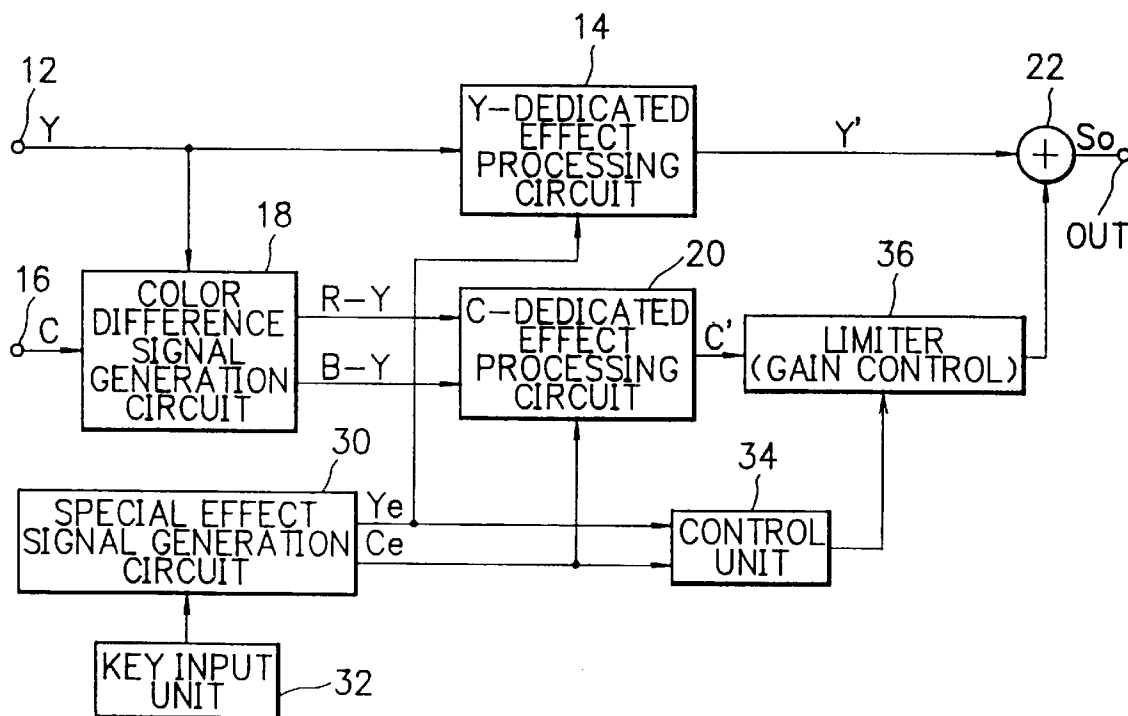 14
22
12
Y
Y-DEDICATED
EFFECT
PROCESSING
CIRCUIT
Y'
+
So
OUT
18
20
36
16
C
COLOR
DIFFERENCE
SIGNAL
GENERATION
CIRCUIT
R-Y
B-Y
C-DEDICATED
EFFECT
PROCESSING
CIRCUIT
C'
LIMITER
(GAIN CONTROL)
30
34
SPECIAL EFFECT
SIGNAL GENERATION
CIRCUIT
Ye
Ce
CONTROL
UNIT
KEY INPUT
UNIT
32